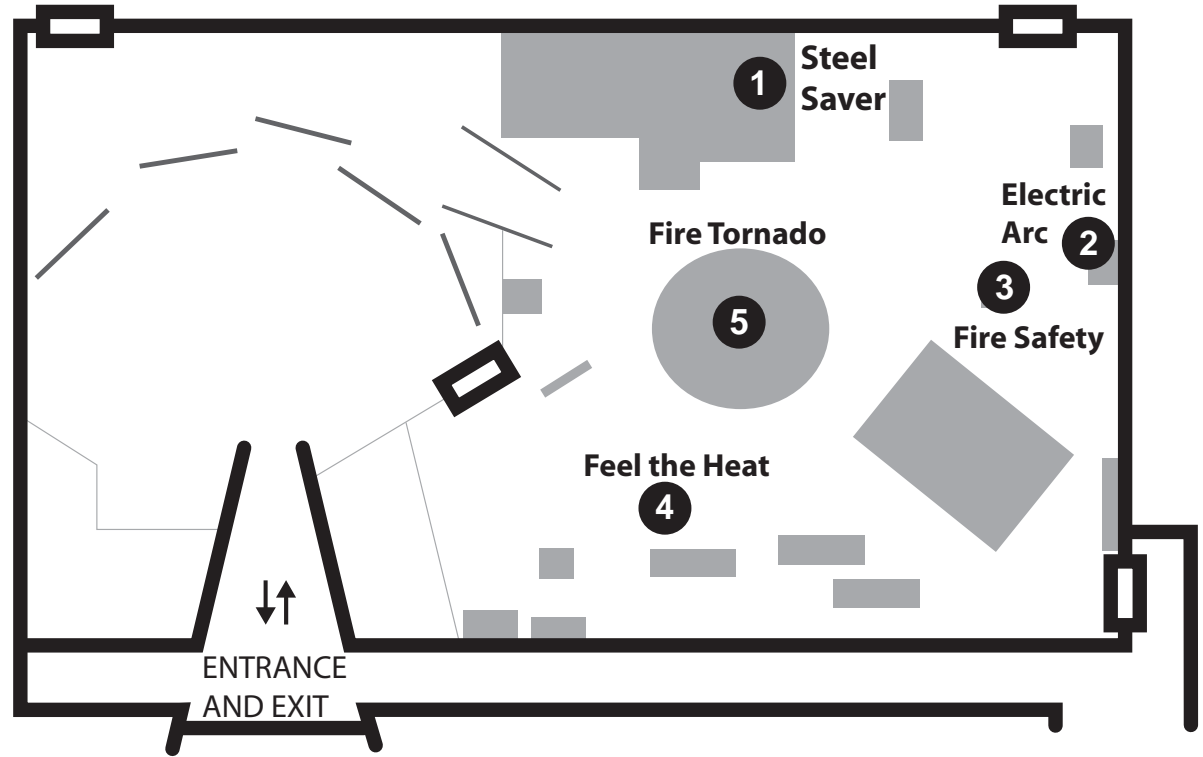 1
Steel
Saver
Electric
Arc
2
3
Fire Safety
Fire Tornado
5
Feel the Heat
4
ENTRANCE
AND EXIT